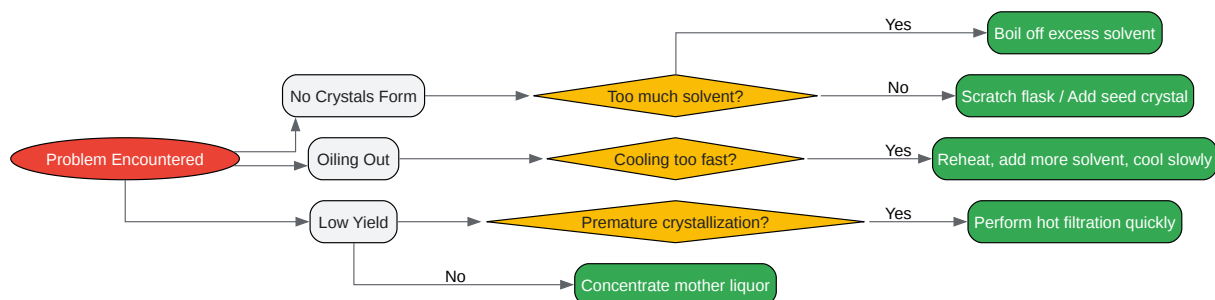 Yes
Boil off excess solvent
No Crystals Form
Too much solvent?
No
Scratch flask / Add seed crystal
Problem Encountered
Oiling Out
Cooling too fast?
Yes
Reheat, add more solvent, cool slowly
Low Yield
Premature crystallization?
Yes
Perform hot filtration quickly
No
Concentrate mother liquor